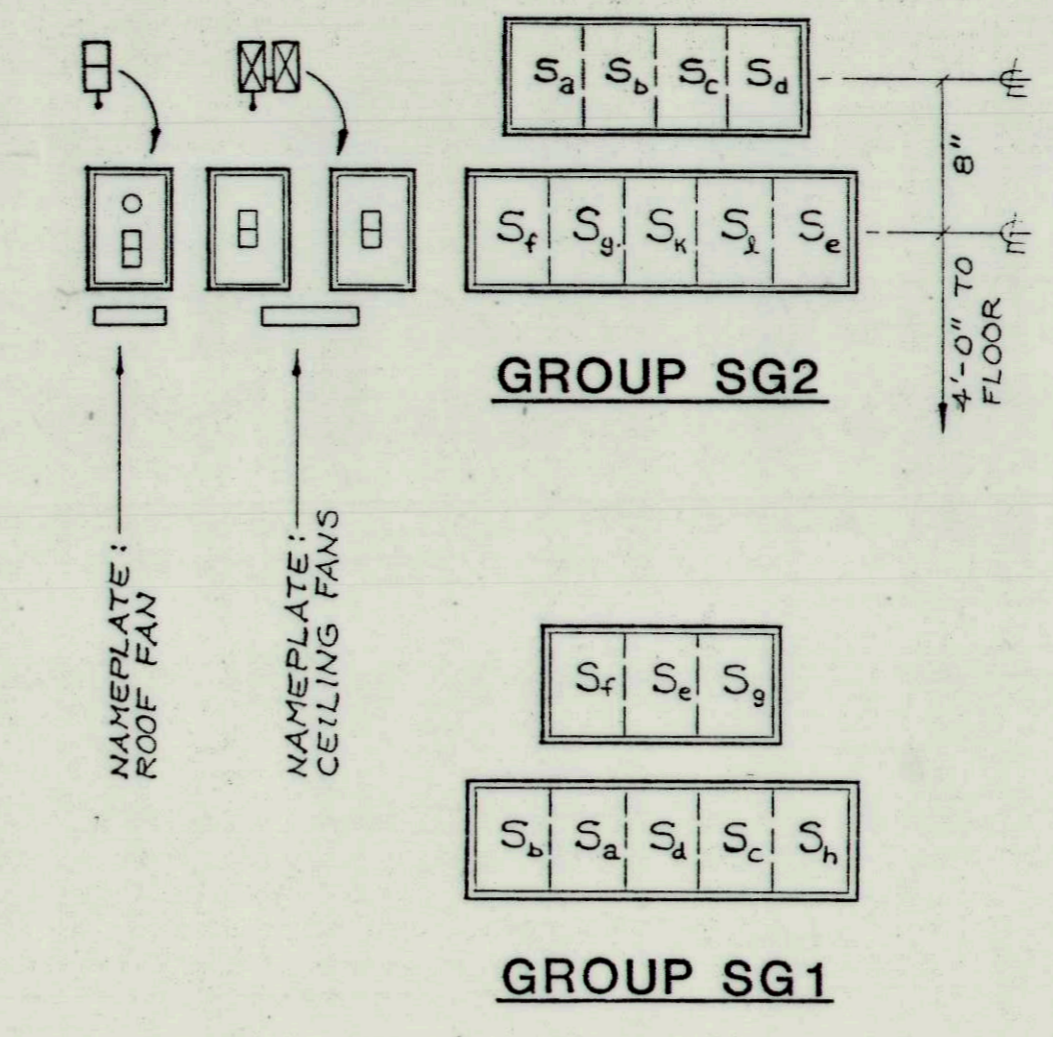 Sa Sb Sc Sd
8"
Sf Sg Sk Sl Se
4'-0" TO
FLOOR
GROUP SG2
NAMEPLATE:
ROOF FAN
NAMEPLATE:
CEILING FANS
Sf Se Sg
Sb Sa Sd Sc Sh
GROUP SG1